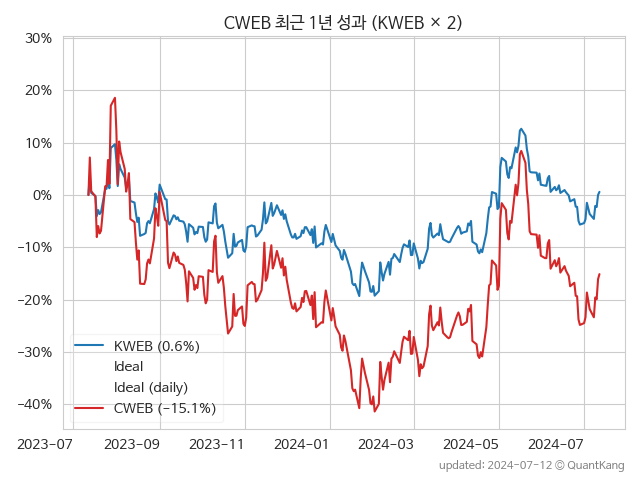 CWEB 최근 1년 성과 (KWEB × 2)
30%
20%
10%
0%
−10%
−20%
−30%
−40%
KWEB (0.6%)
Ideal
Ideal (daily)
CWEB (−15.1%)
2023-07 2023-09 2023-11 2024-01 2024-03 2024-05 2024-07
updated: 2024-07-12 ⓒ QuantKang